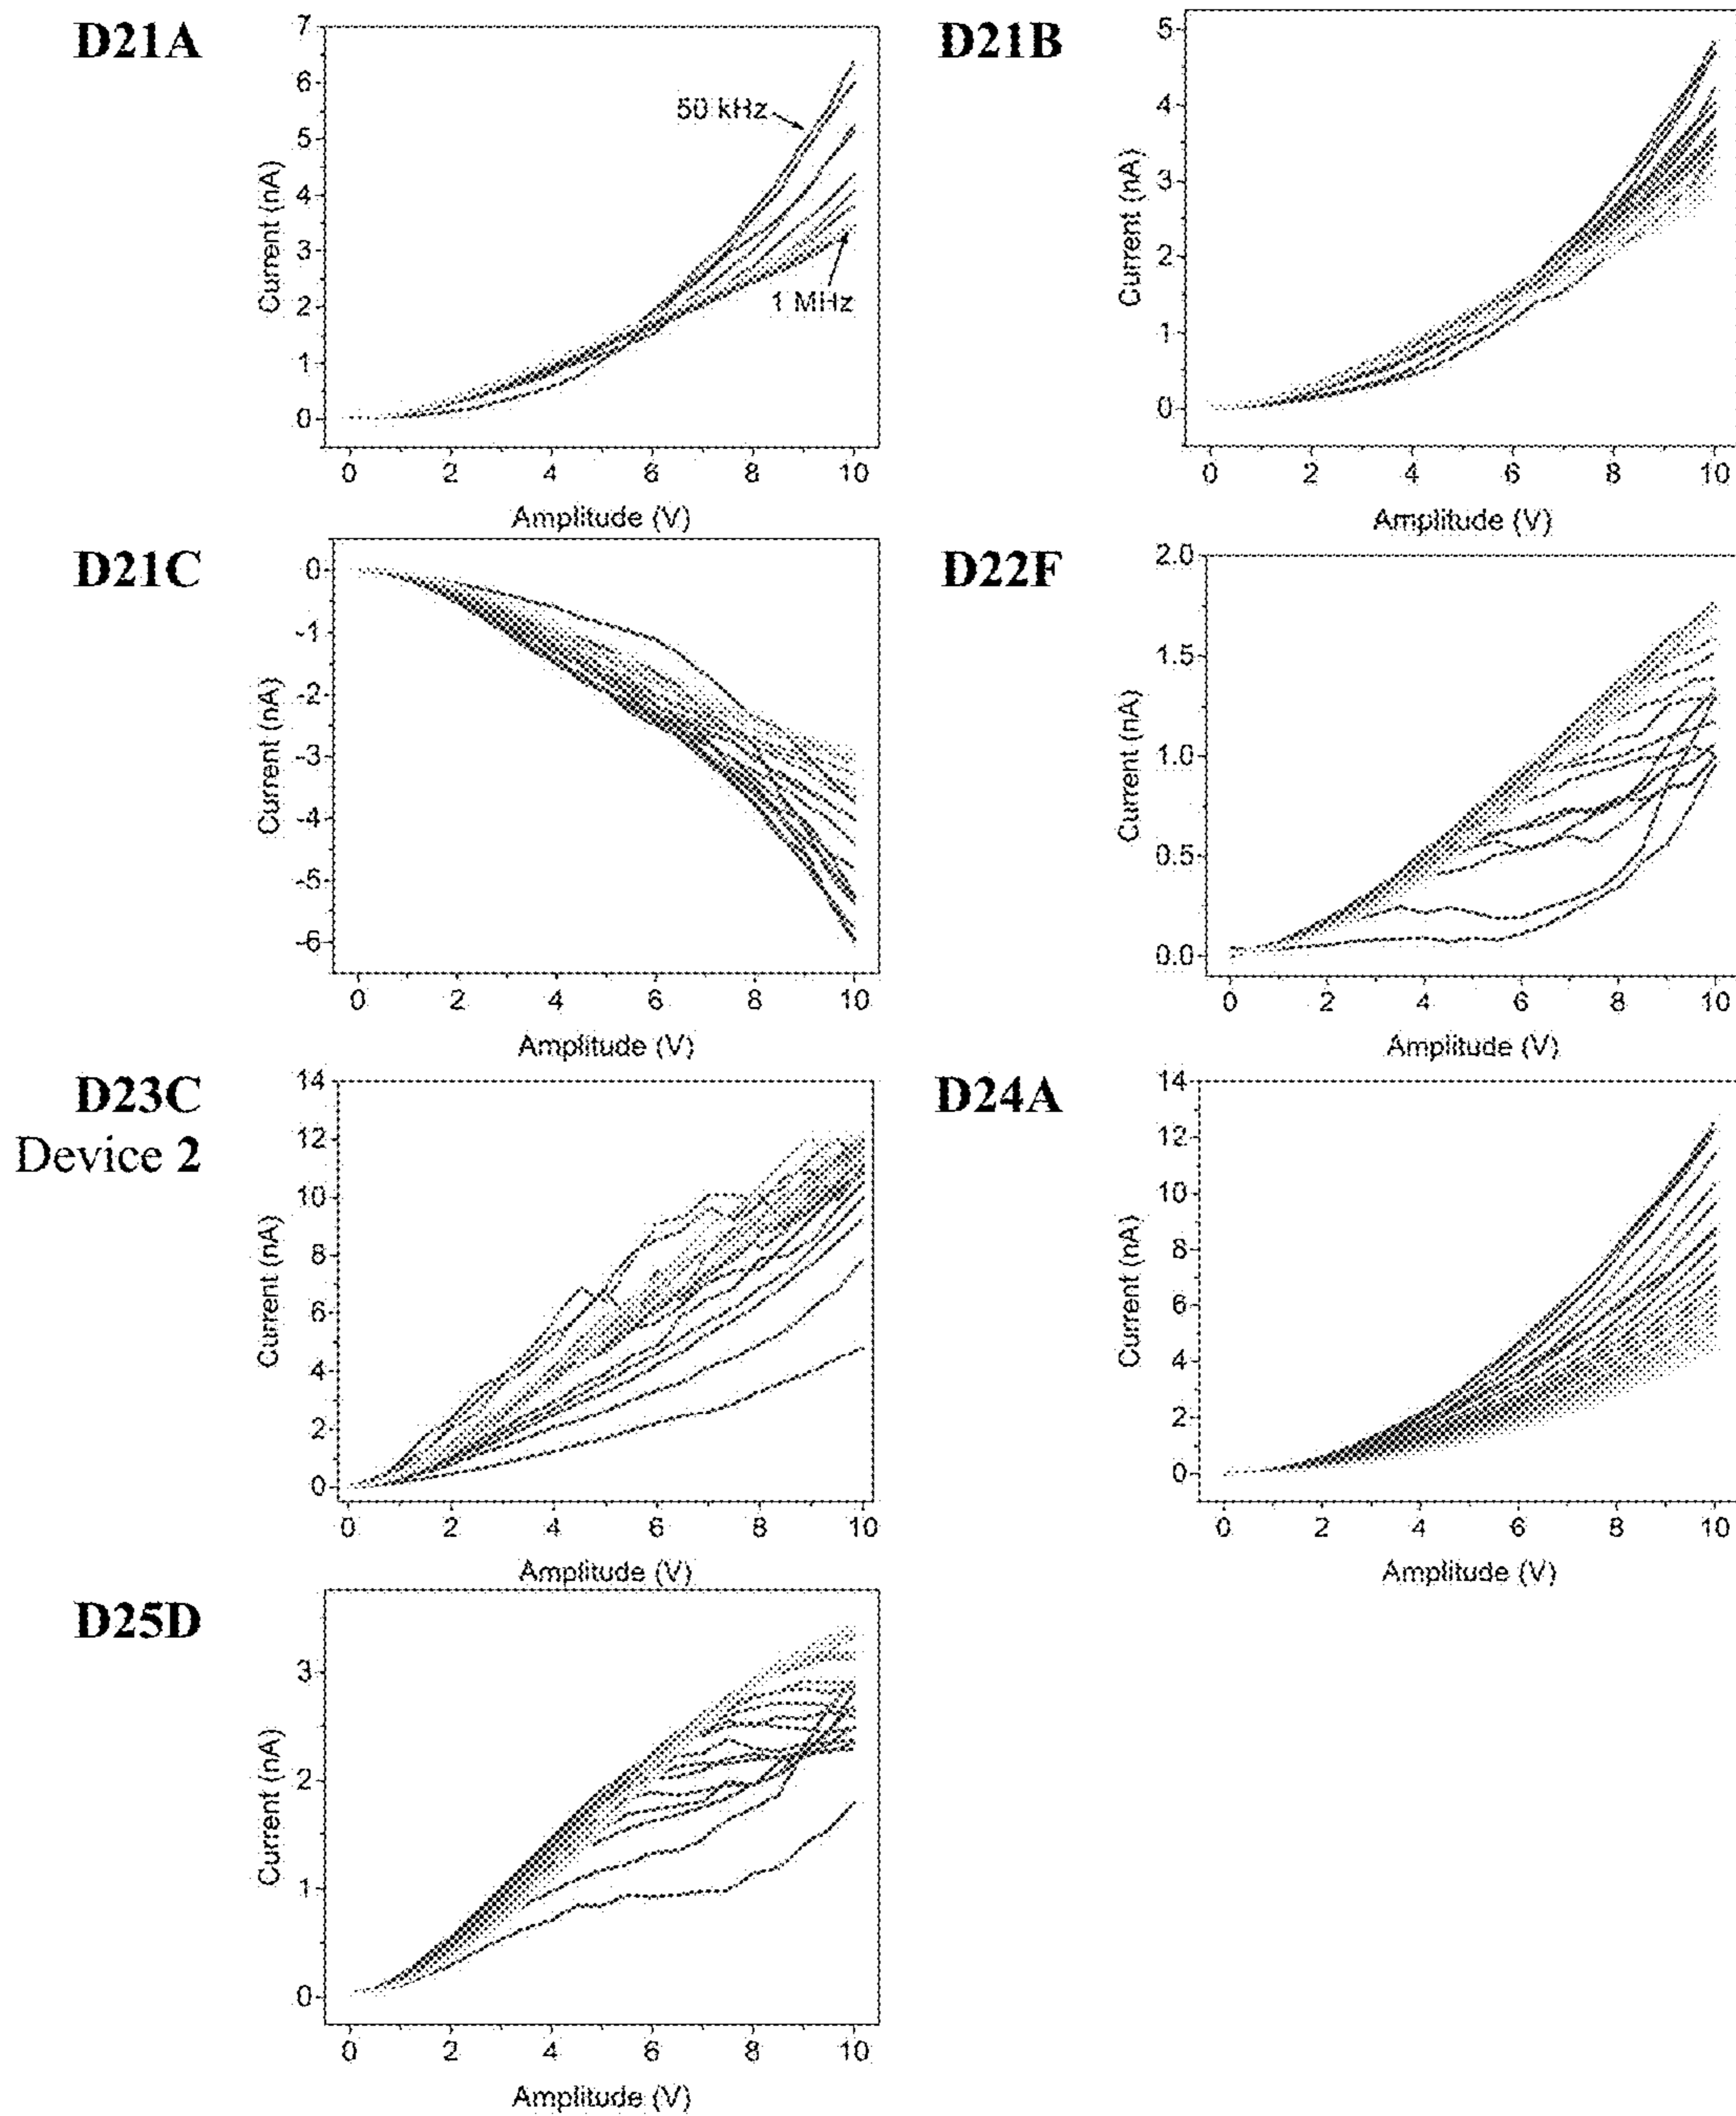 D21A
7
6
5
4
3
2
1
0
Current (nA)
50 kHz
1 MHz
0 2 4 6 8 10
Amplitude (V)
D21B
5
4
3
2
1
0
Current (nA)
0 2 4 6 8 10
Amplitude (V)
D21C
0
-1
-2
-3
-4
-5
-6
Current (nA)
0 2 4 6 8 10
Amplitude (V)
D22F
2.0
1.5
1.0
0.5
0.0
Current (nA)
0 2 4 6 8 10
Amplitude (V)
D23C
Device 2
14
12
10
8
6
4
2
0
Current (nA)
0 2 4 6 8 10
Amplitude (V)
D24A
14
12
10
8
6
4
2
0
Current (nA)
0 2 4 6 8 10
Amplitude (V)
D25D
3
2
1
0
Current (nA)
0 2 4 6 8 10
Amplitude (V)